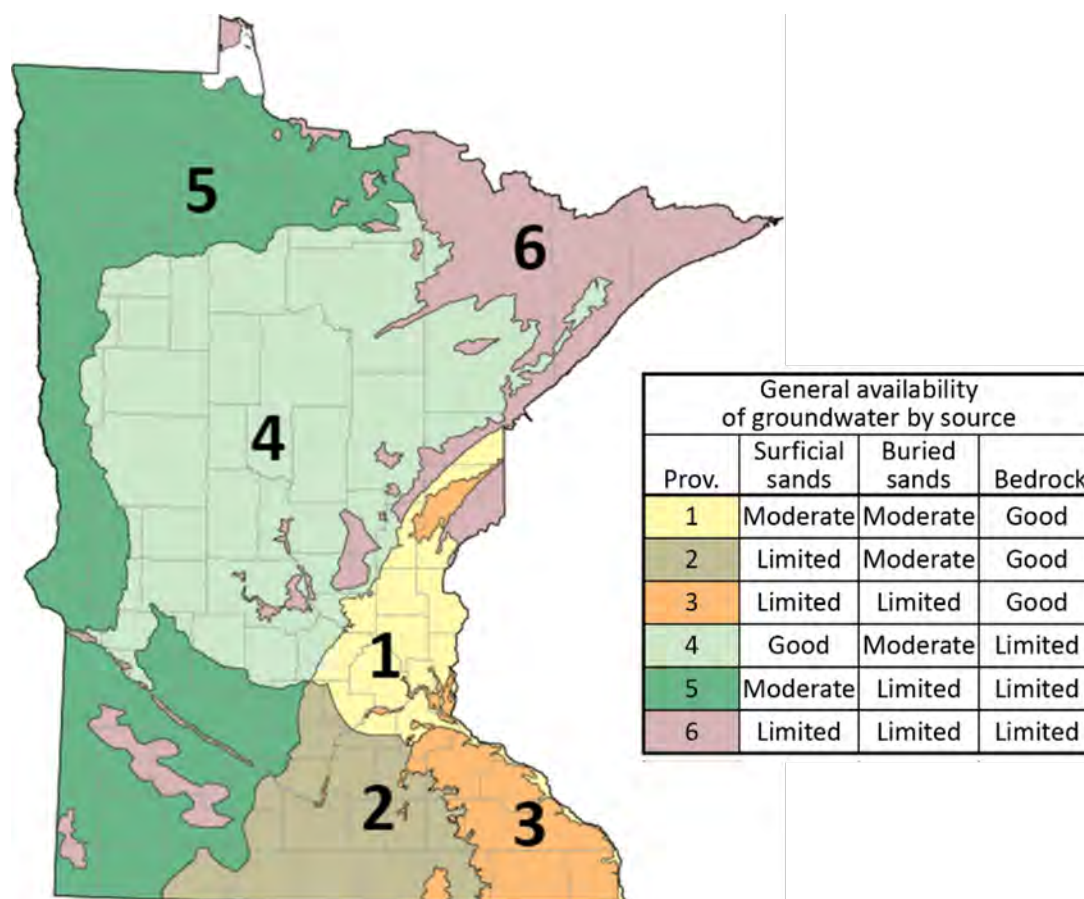 5
6
4
1
2
3
General availability
of groundwater by source
Prov. Surficial sands Buried sands Bedrock
1 Moderate Moderate Good
2 Limited Moderate Good
3 Limited Limited Good
4 Good Moderate Limited
5 Moderate Limited Limited
6 Limited Limited Limited